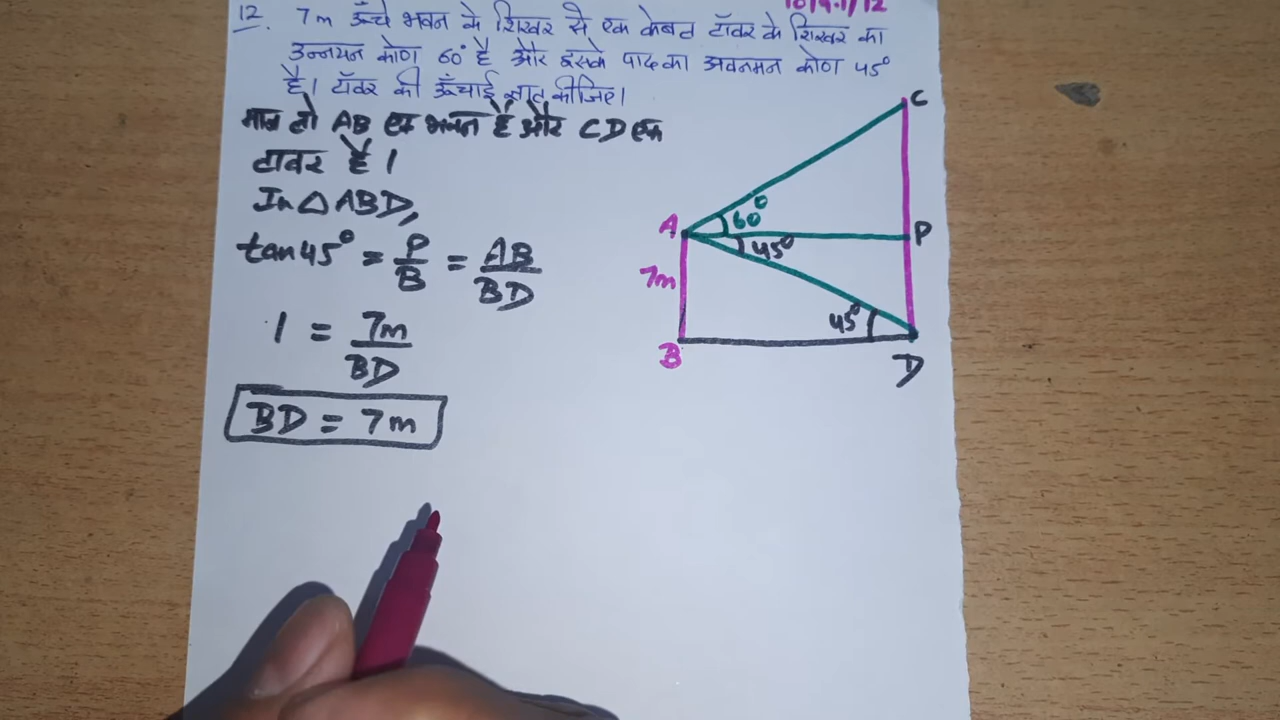 10/9.1/12
12. 7m ऊँचे भवन के शिखर से एक केबल टॉवर के शिखर का
उन्नयन कोण 60° है और इसके पाद का अवनमन कोण 45°
है। टॉवर की ऊँचाई ज्ञात कीजिए।
मान लो AB एक भवन है और CD एक
टावर है।
In △ABD,
tan45° = P/B = AB/BD
1 = 7m/BD
BD = 7m
C
A
60°
P
45°
7m
45°
B
D